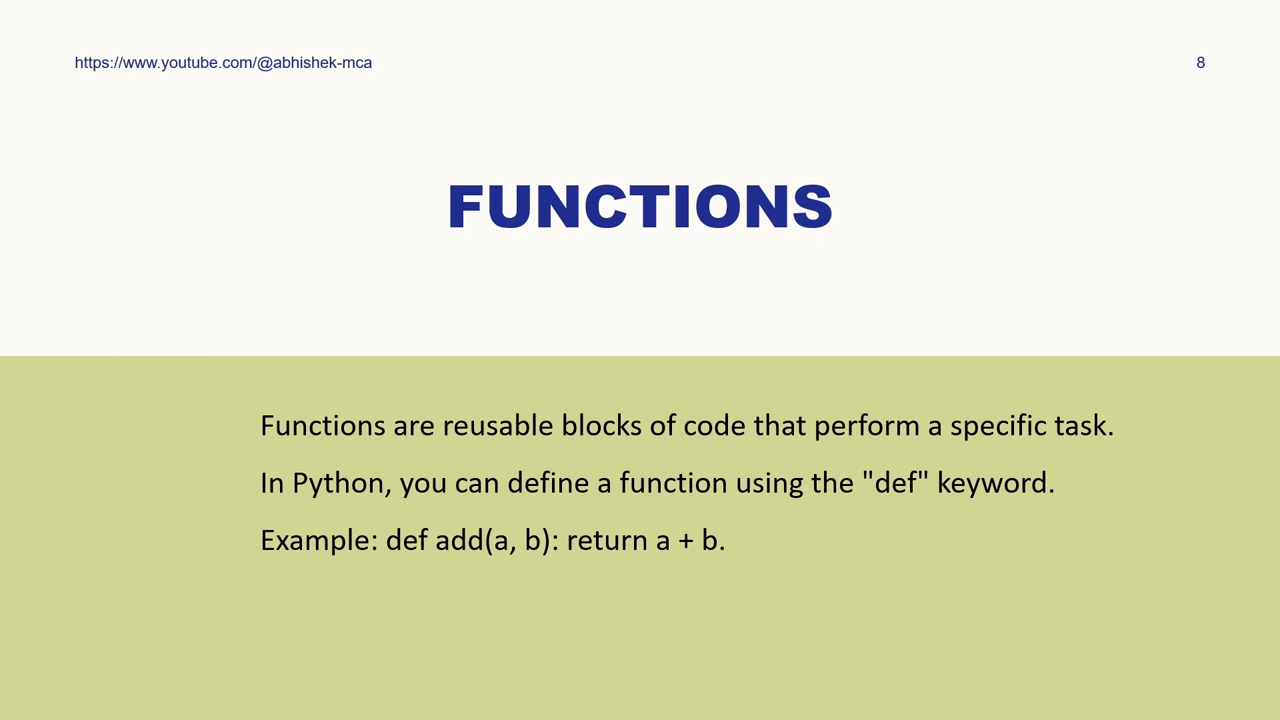 https://www.youtube.com/@abhishek-mca
8
FUNCTIONS
Functions are reusable blocks of code that perform a specific task.
In Python, you can define a function using the "def" keyword.
Example: def add(a, b): return a + b.